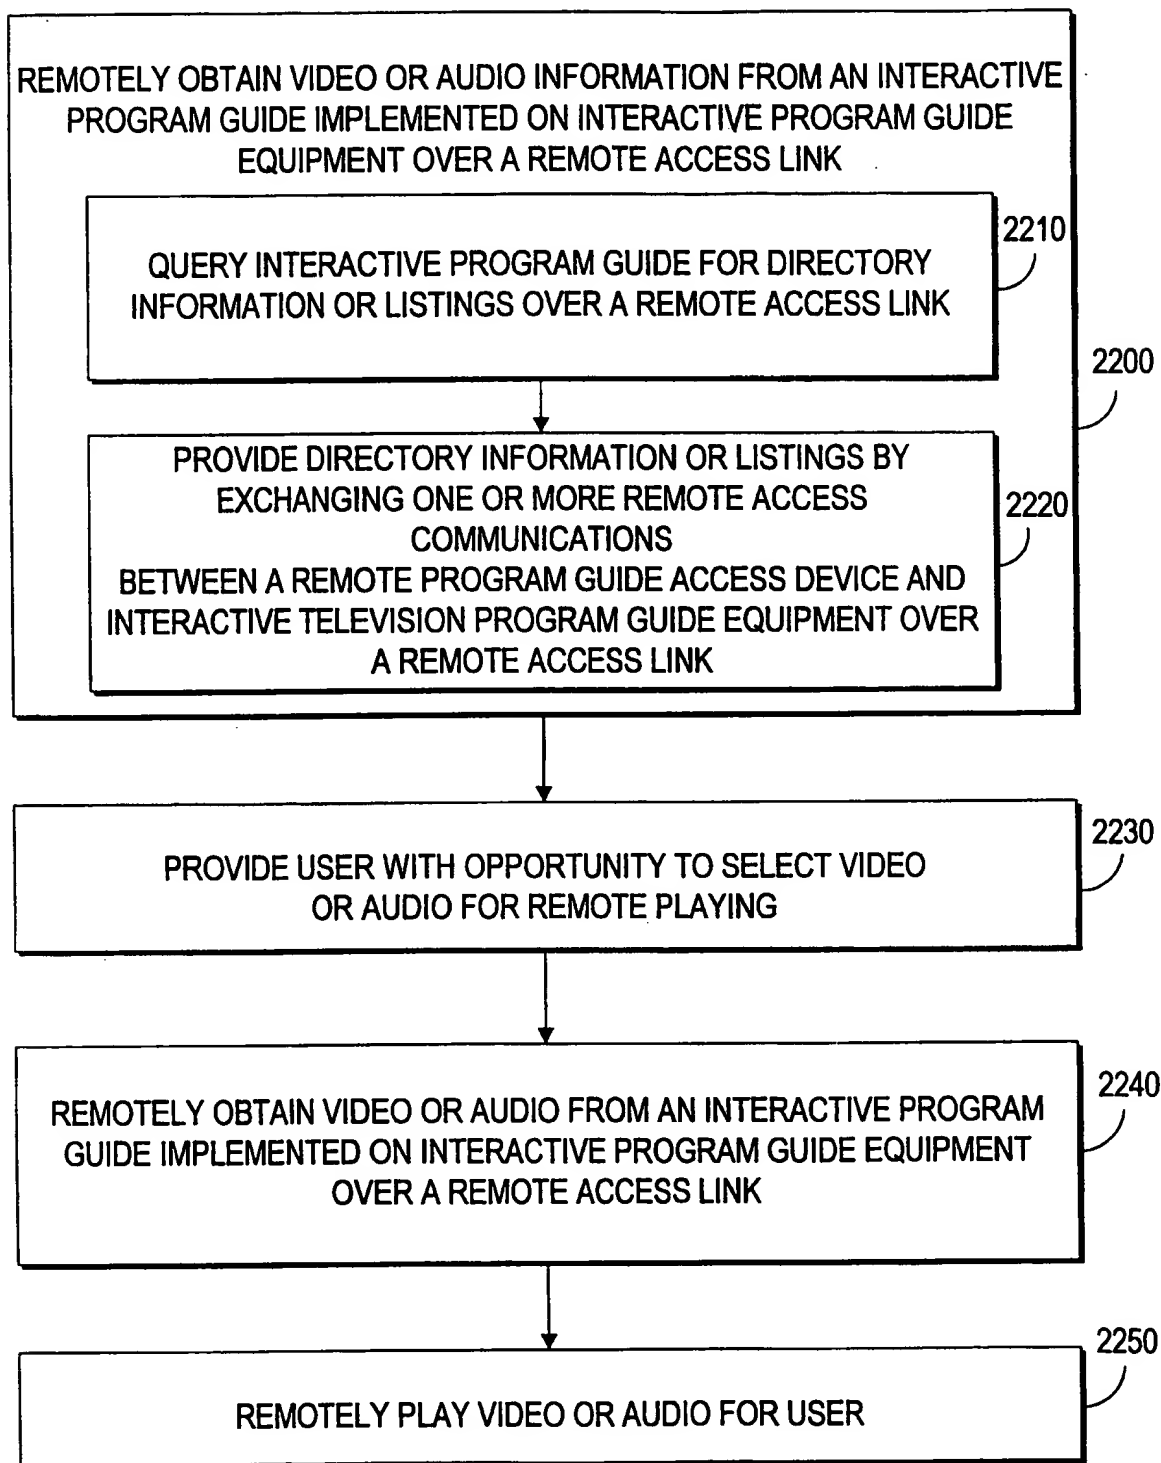 REMOTELY OBTAIN VIDEO OR AUDIO INFORMATION FROM AN INTERACTIVE
PROGRAM GUIDE IMPLEMENTED ON INTERACTIVE PROGRAM GUIDE
EQUIPMENT OVER A REMOTE ACCESS LINK
2210
QUERY INTERACTIVE PROGRAM GUIDE FOR DIRECTORY
INFORMATION OR LISTINGS OVER A REMOTE ACCESS LINK
2200
PROVIDE DIRECTORY INFORMATION OR LISTINGS BY
EXCHANGING ONE OR MORE REMOTE ACCESS
COMMUNICATIONS
BETWEEN A REMOTE PROGRAM GUIDE ACCESS DEVICE AND
INTERACTIVE TELEVISION PROGRAM GUIDE EQUIPMENT OVER
A REMOTE ACCESS LINK
2220
2230
PROVIDE USER WITH OPPORTUNITY TO SELECT VIDEO
OR AUDIO FOR REMOTE PLAYING
2240
REMOTELY OBTAIN VIDEO OR AUDIO FROM AN INTERACTIVE PROGRAM
GUIDE IMPLEMENTED ON INTERACTIVE PROGRAM GUIDE EQUIPMENT
OVER A REMOTE ACCESS LINK
2250
REMOTELY PLAY VIDEO OR AUDIO FOR USER